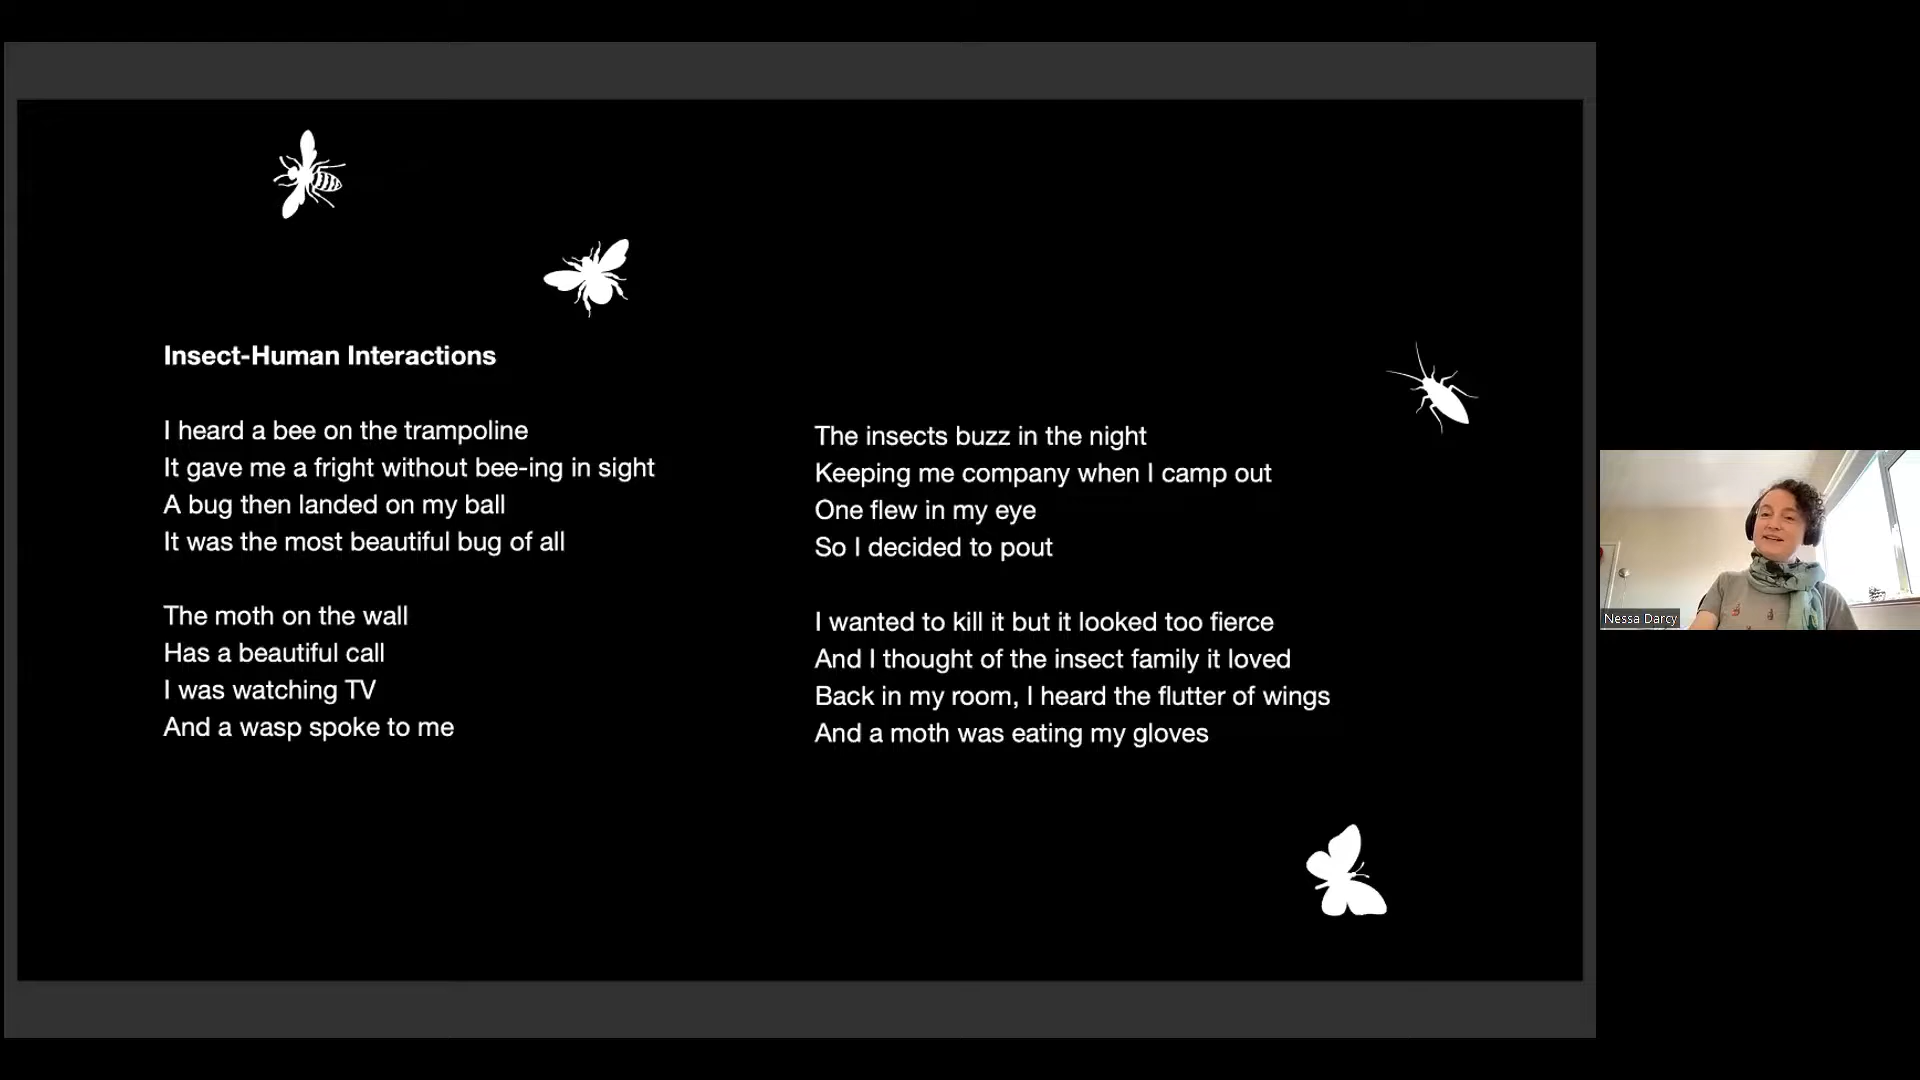 Insect-Human Interactions
I heard a bee on the trampoline
It gave me a fright without bee-ing in sight
A bug then landed on my ball
It was the most beautiful bug of all
The moth on the wall
Has a beautiful call
I was watching TV
And a wasp spoke to me
The insects buzz in the night
Keeping me company when I camp out
One flew in my eye
So I decided to pout
I wanted to kill it but it looked too fierce
And I thought of the insect family it loved
Back in my room, I heard the flutter of wings
And a moth was eating my gloves
Nessa Darcy